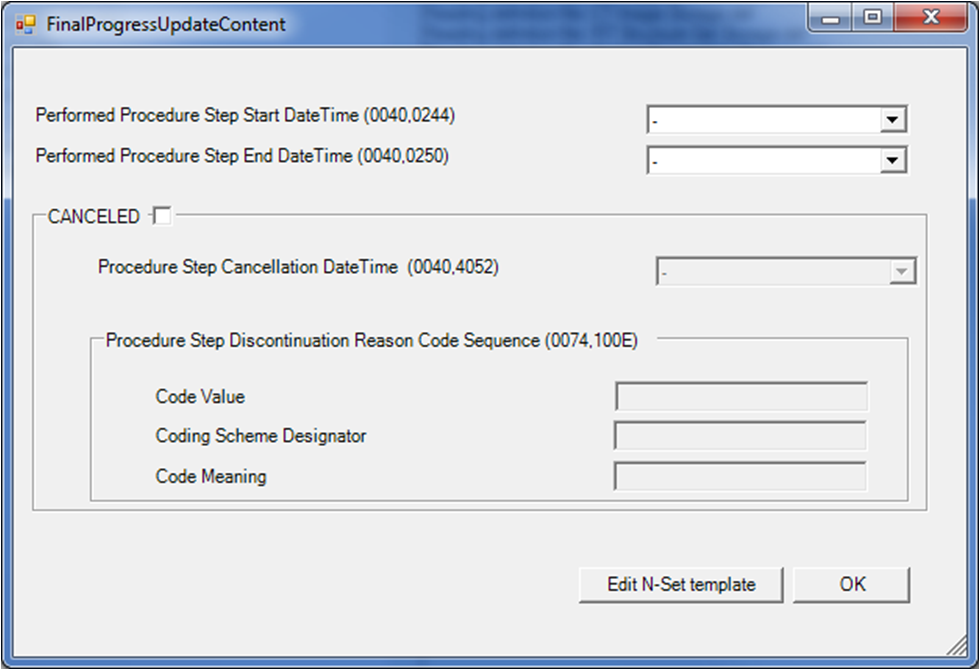 FinalProgressUpdateContent
Performed Procedure Step Start DateTime (0040,0244)
-
Performed Procedure Step End DateTime (0040,0250)
-
CANCELED
Procedure Step Cancellation DateTime (0040,4052)
-
Procedure Step Discontinuation Reason Code Sequence (0074,100E)
Code Value
Coding Scheme Designator
Code Meaning
Edit N-Set template
OK